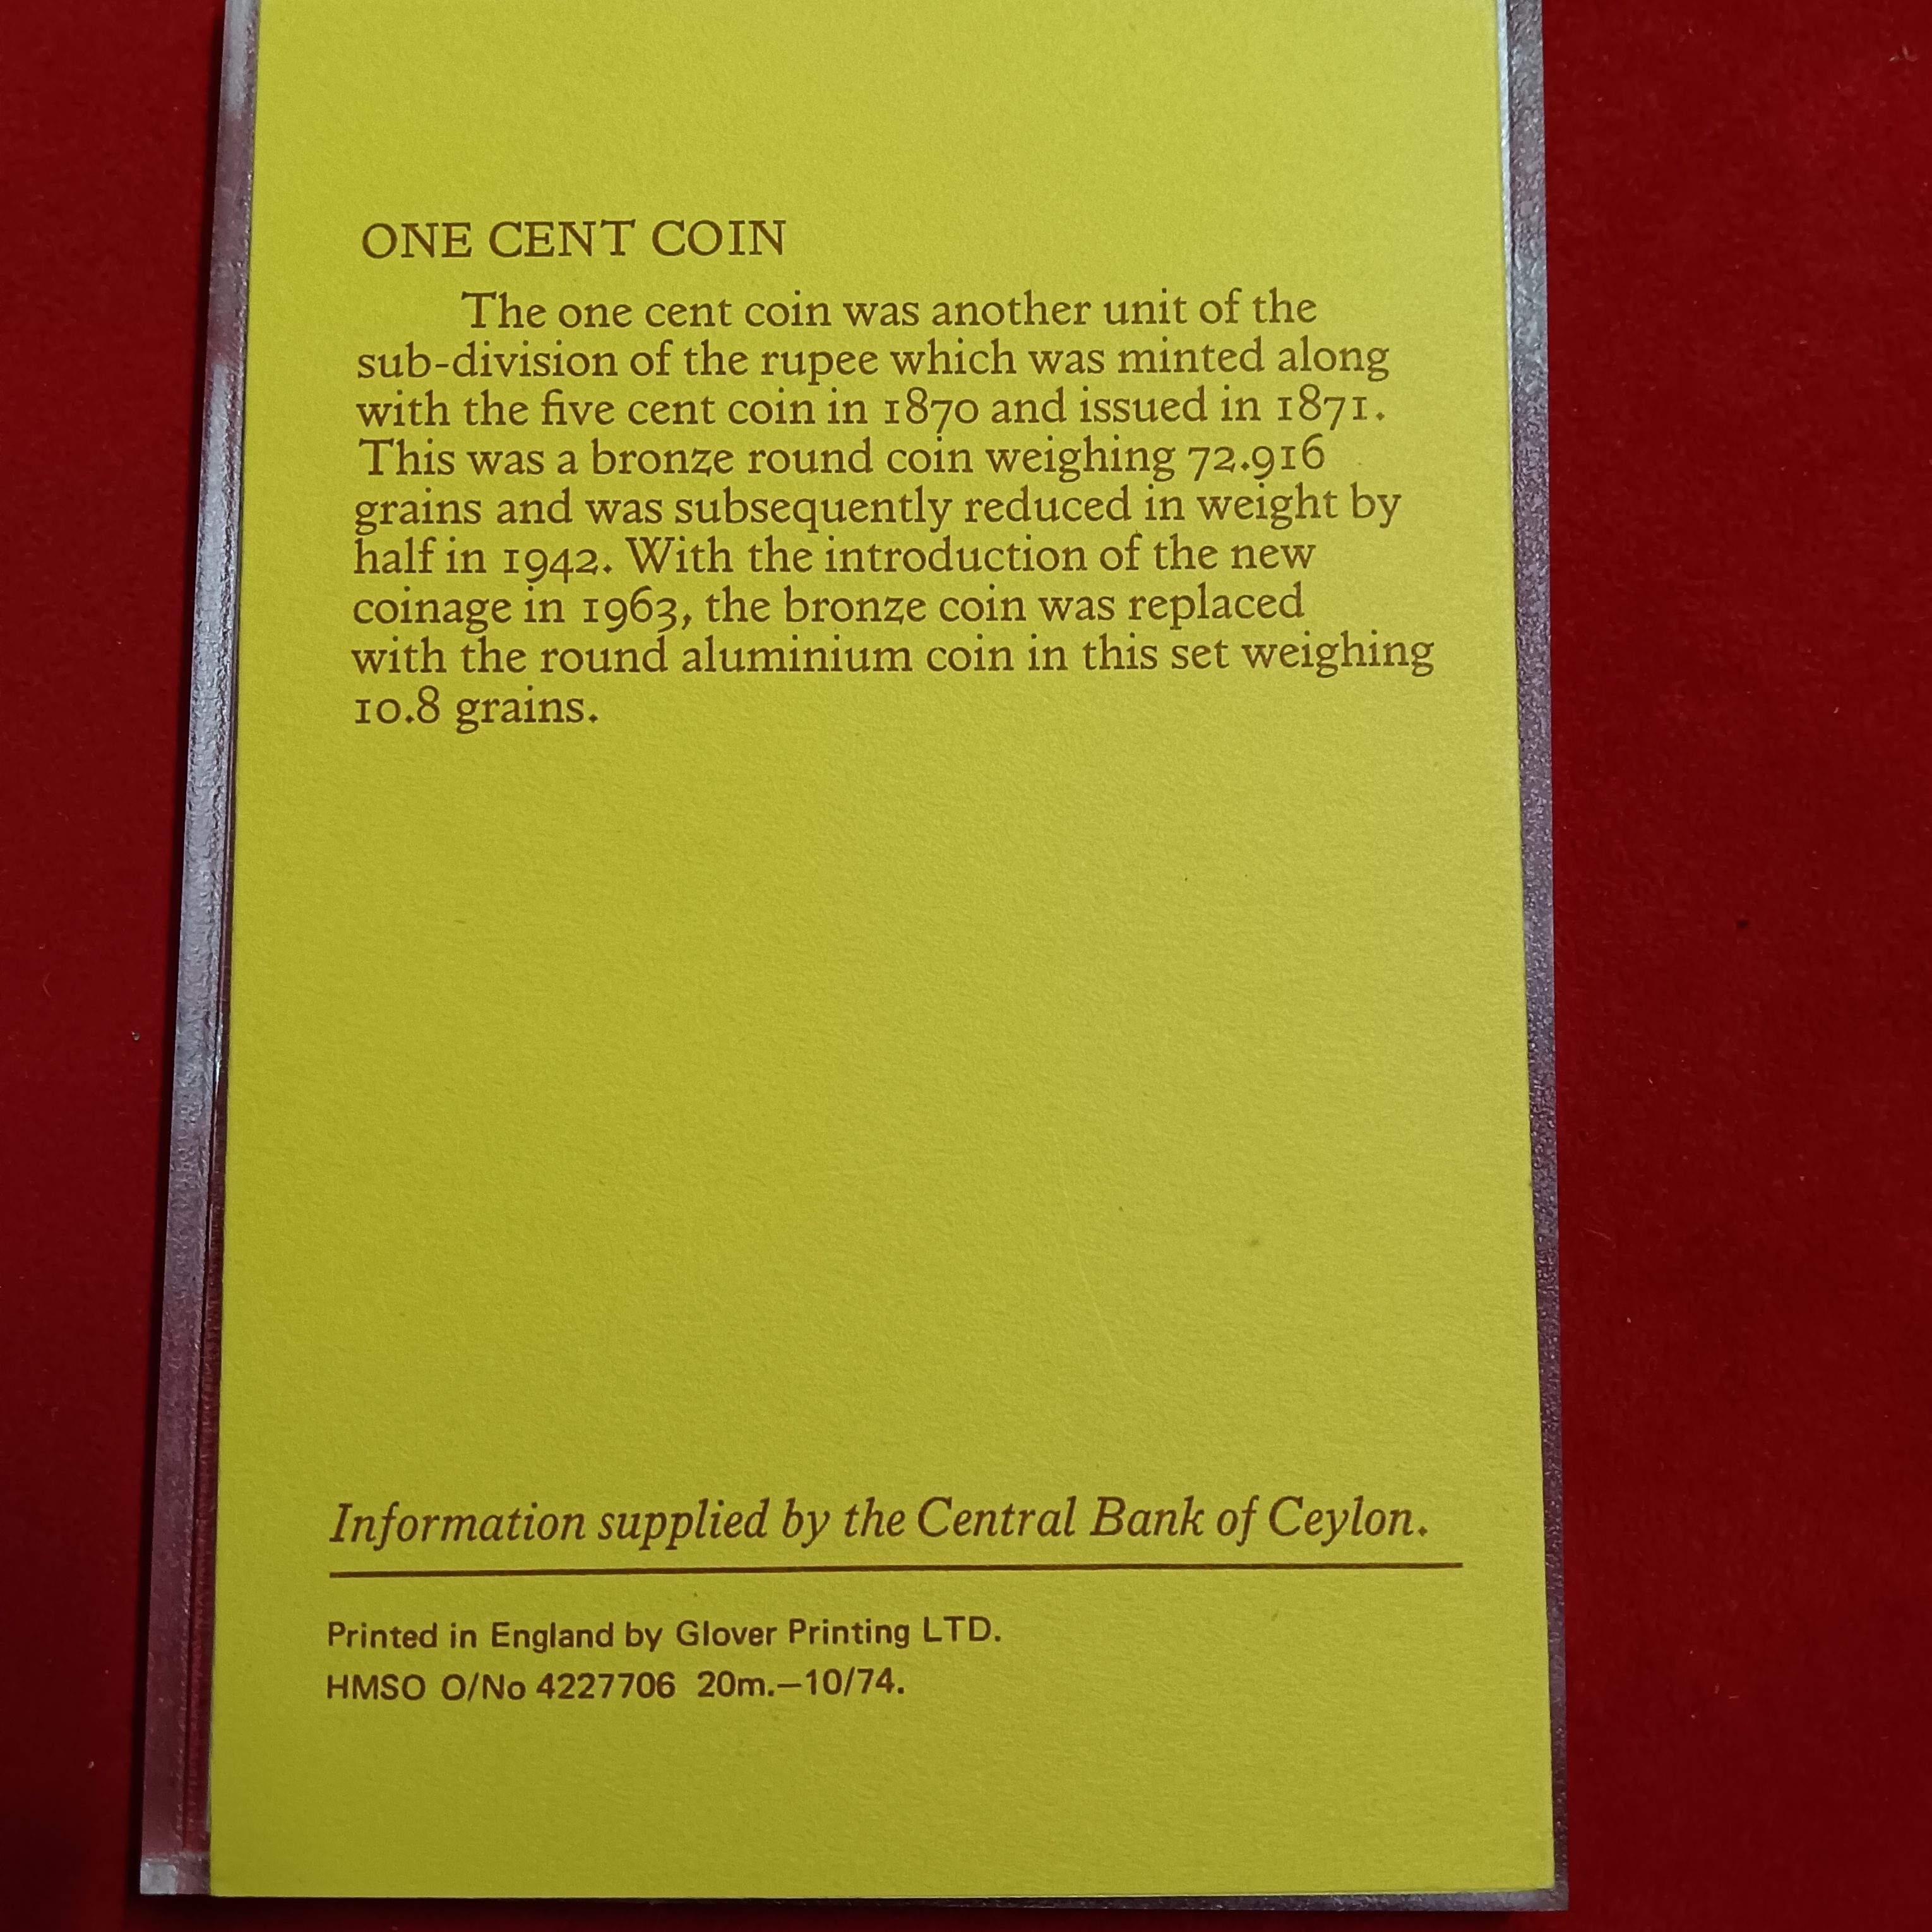 ONE CENT COIN
The one cent coin was another unit of the
sub-division of the rupee which was minted along
with the five cent coin in 1870 and issued in 1871.
This was a bronze round coin weighing 72.916
grains and was subsequently reduced in weight by
half in 1942. With the introduction of the new
coinage in 1963, the bronze coin was replaced
with the round aluminium coin in this set weighing
10.8 grains.
Information supplied by the Central Bank of Ceylon.
Printed in England by Glover Printing LTD.
HMSO O/No 4227706 20m.—10/74.